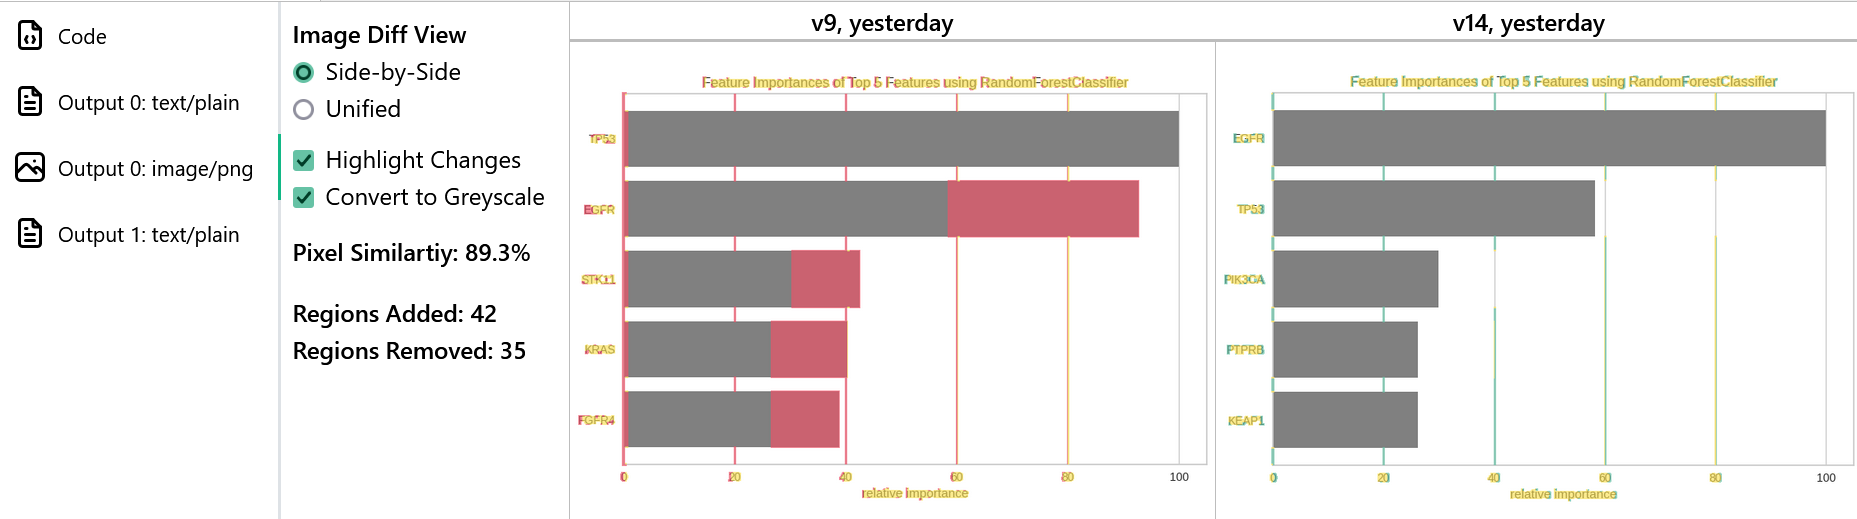 Code
Output 0: text/plain
Output 0: image/png
Output 1: text/plain
Image Diff View
Side-by-Side
Unified
Highlight Changes
Convert to Greyscale
Pixel Similartiy: 89.3%
Regions Added: 42
Regions Removed: 35
v9, yesterday
Feature Importances of Top 5 Features using RandomForestClassifier
TP53
EGFR
STK11
KRAS
FGFR4
0 20 40 60 80 100
relative importance
v14, yesterday
Feature Importances of Top 5 Features using RandomForestClassifier
EGFR
TP53
PIK3CA
PTPRB
KEAP1
0 20 40 60 80 100
relative importance